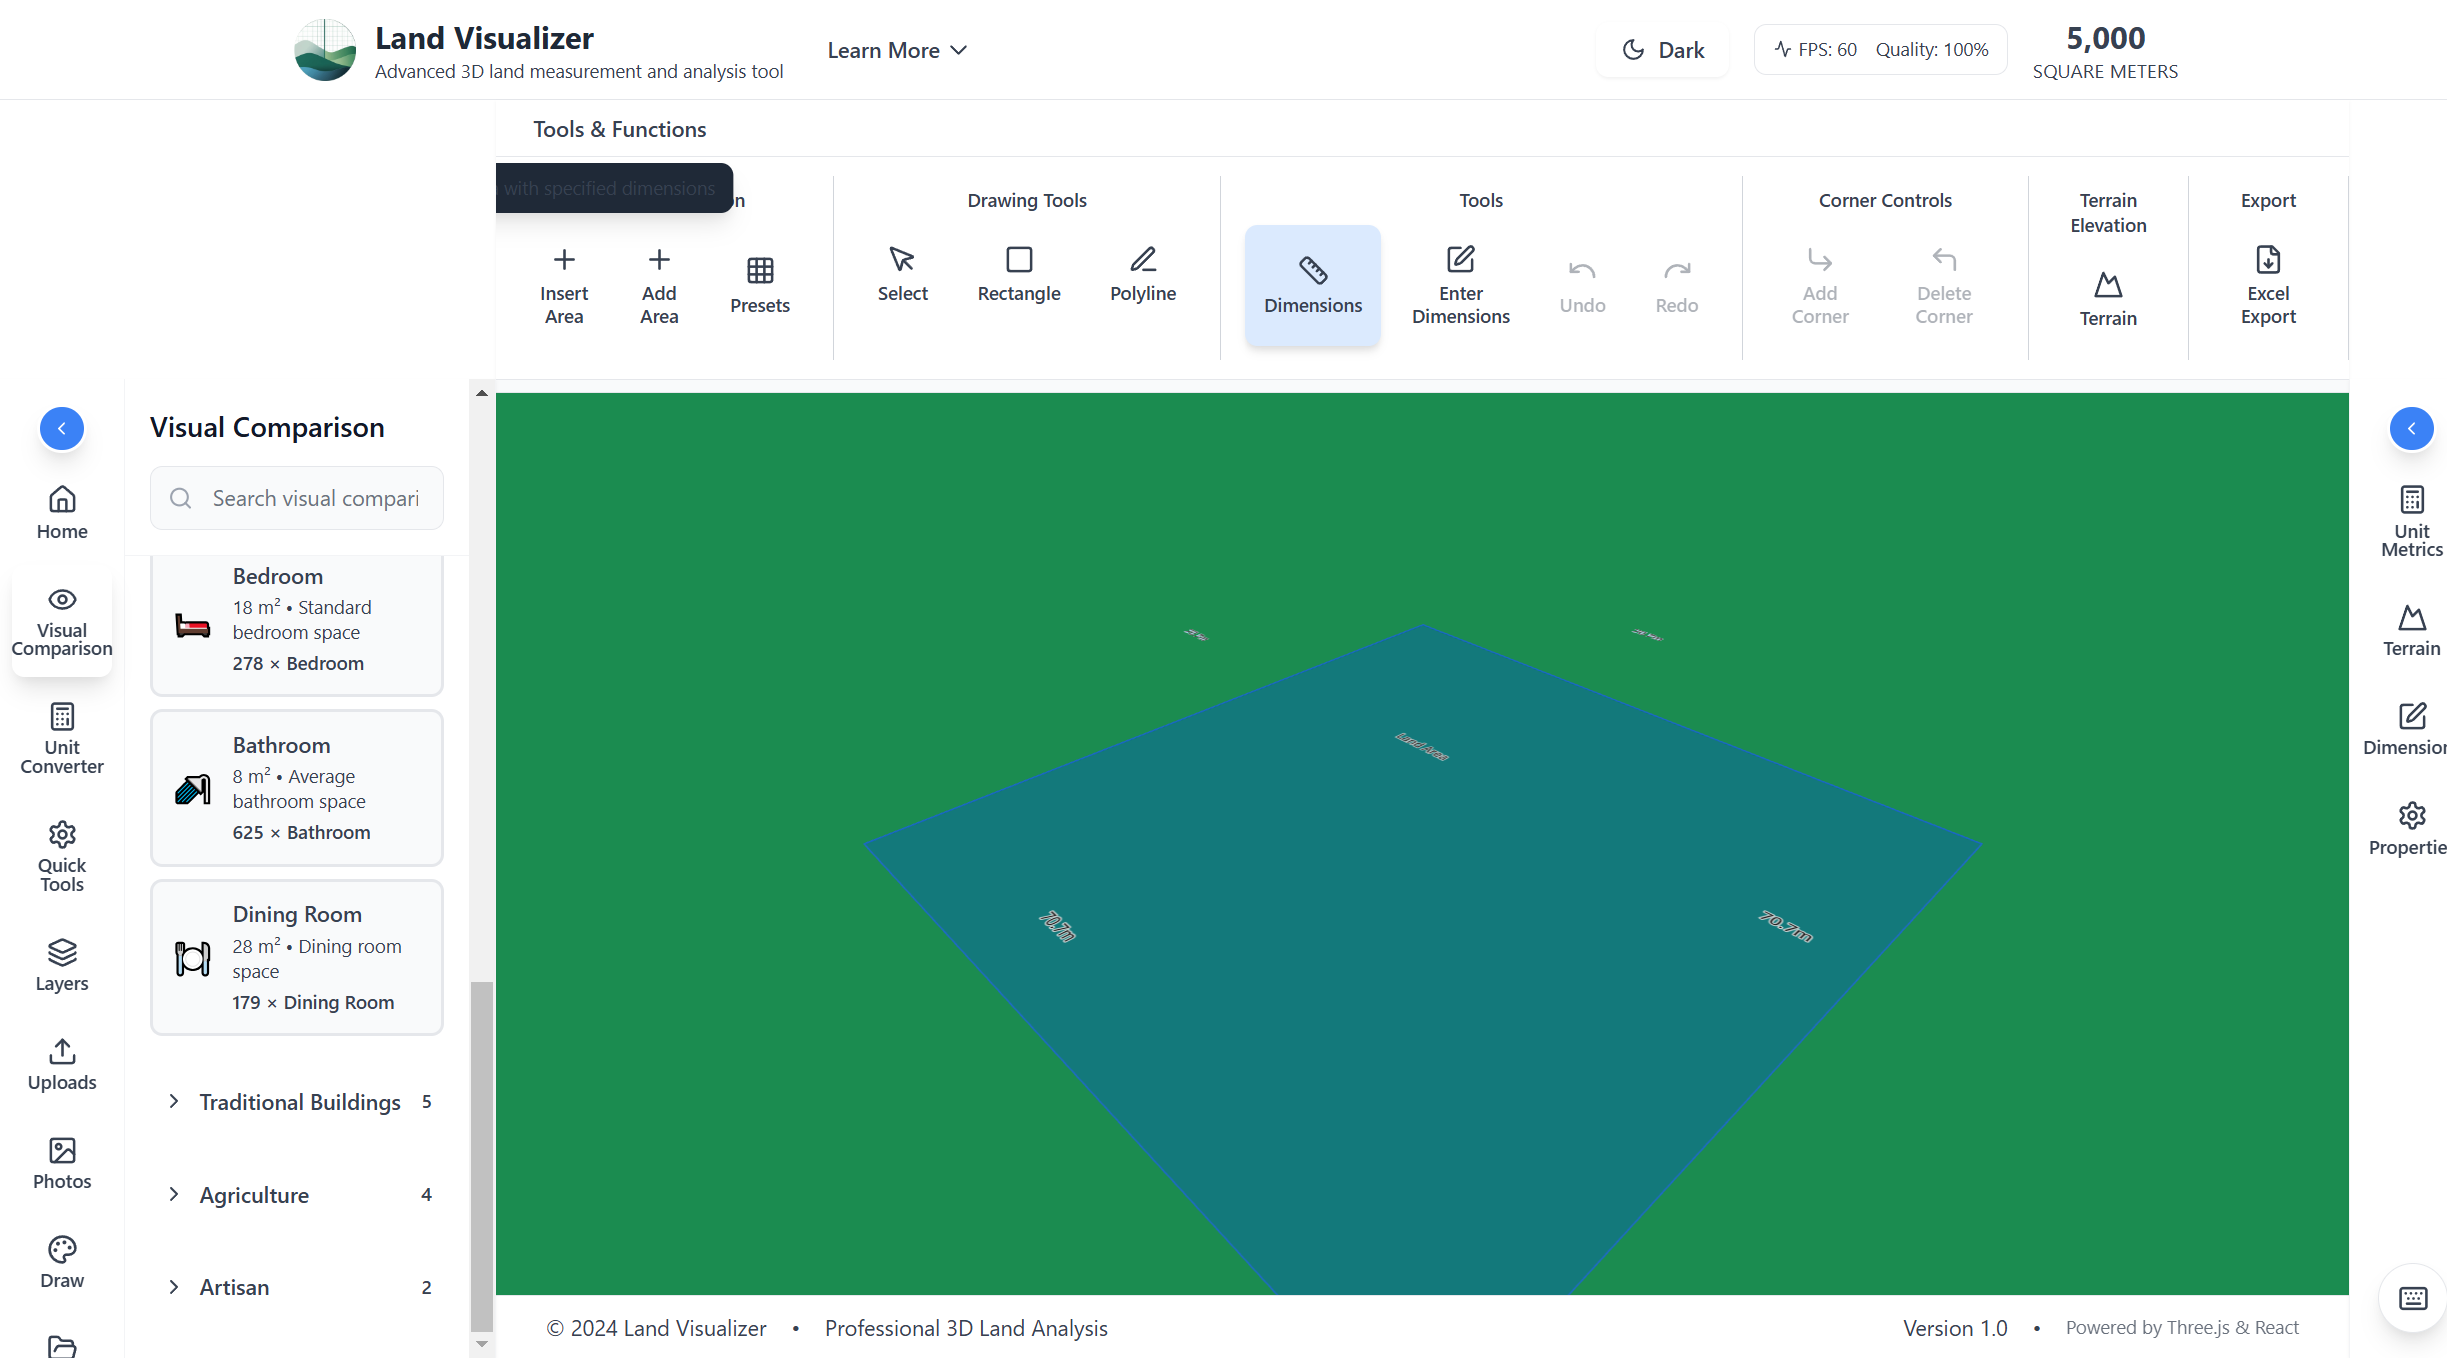 Land Visualizer
Advanced 3D land measurement and analysis tool
Learn More
Dark
FPS: 60 Quality: 100%
5,000
SQUARE METERS
Tools & Functions
with specified dimensions
Drawing Tools
Tools
Corner Controls
Terrain
Elevation
Export
Insert
Area
Add
Area
Presets
Select
Rectangle
Polyline
Dimensions
Enter
Dimensions
Undo
Redo
Add
Corner
Delete
Corner
Terrain
Excel
Export
Home
Visual
Comparison
Unit
Converter
Quick
Tools
Layers
Uploads
Photos
Draw
Visual Comparison
Search visual compari
Bedroom
18 m² • Standard
bedroom space
278 × Bedroom
Bathroom
8 m² • Average
bathroom space
625 × Bathroom
Dining Room
28 m² • Dining room
space
179 × Dining Room
Traditional Buildings 5
Agriculture 4
Artisan 2
Land Area
70.7m
70.7m
Unit
Metrics
Terrain
Dimension
Propertie
© 2024 Land Visualizer • Professional 3D Land Analysis
Version 1.0 • Powered by Three.js & React